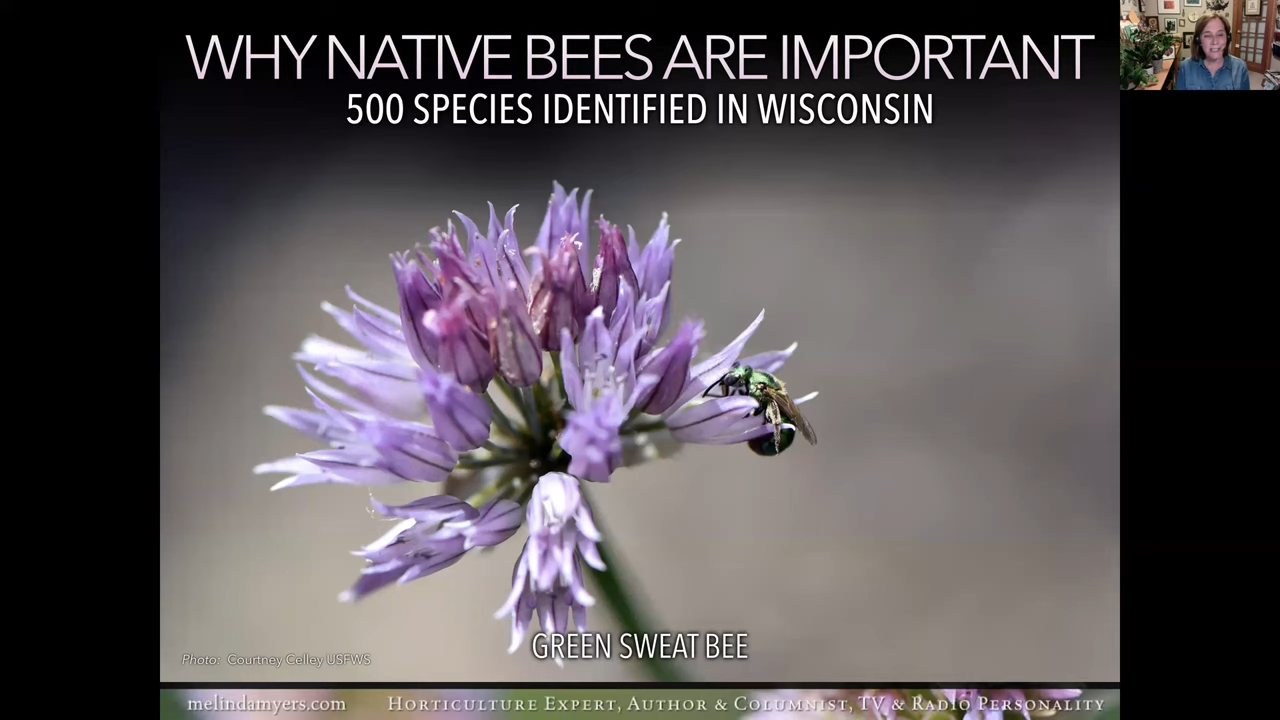 WHY NATIVE BEES ARE IMPORTANT
500 SPECIES IDENTIFIED IN WISCONSIN
GREEN SWEAT BEE
Photo: Courtney Celley USFWS
melindamyers.com HORTICULTURE EXPERT, AUTHOR & COLUMNIST, TV & RADIO PERSONALITY